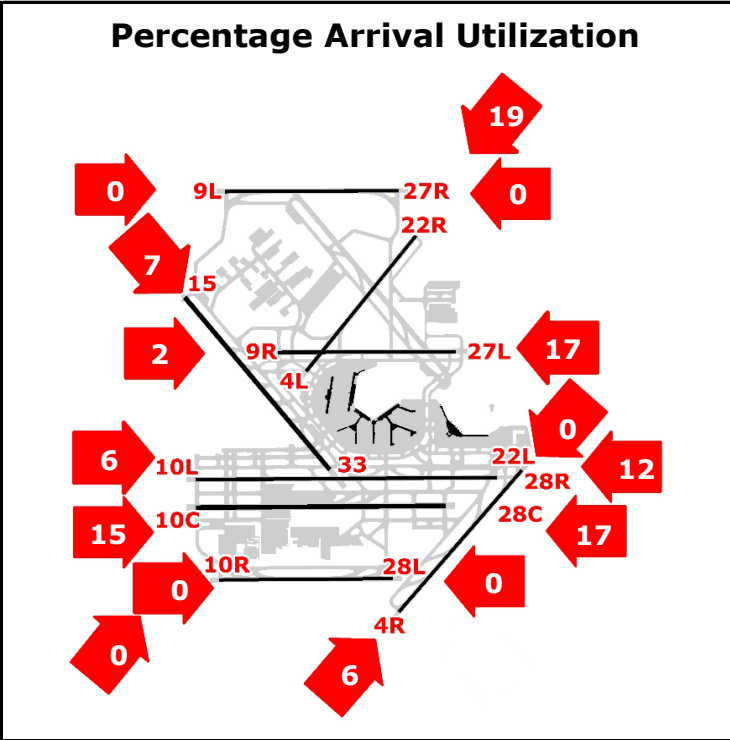 Percentage Arrival Utilization
19
0
9L
27R
0
22R
7
15
2
9R
27L
17
4L
0
6
10L
33
22L
28R
12
15
10C
28C
17
10R
28L
0
0
0
4R
6